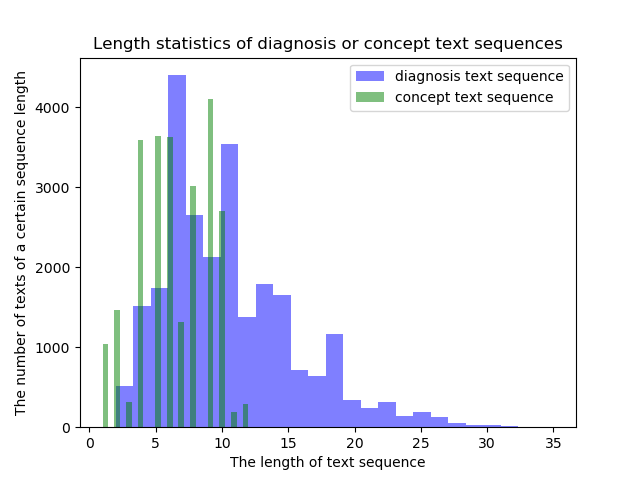 Length statistics of diagnosis or concept text sequences
diagnosis text sequence
concept text sequence
The number of texts of a certain sequence length
4000
3000
2000
1000
0
0 5 10 15 20 25 30 35
The length of text sequence